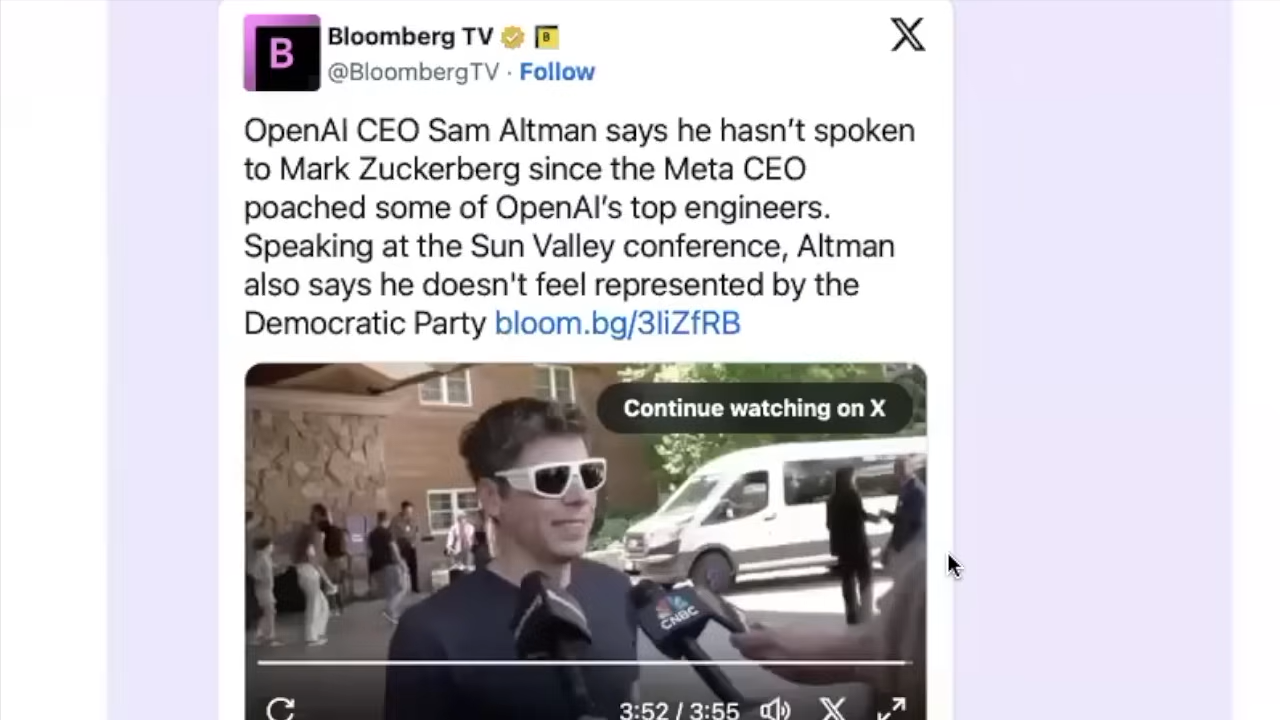 B
Bloomberg TV B
X
@BloombergTV · Follow
OpenAI CEO Sam Altman says he hasn’t spoken
to Mark Zuckerberg since the Meta CEO
poached some of OpenAI’s top engineers.
Speaking at the Sun Valley conference, Altman
also says he doesn't feel represented by the
Democratic Party bloom.bg/3IiZfRB
Continue watching on X
CNBC
3:52 / 3:55